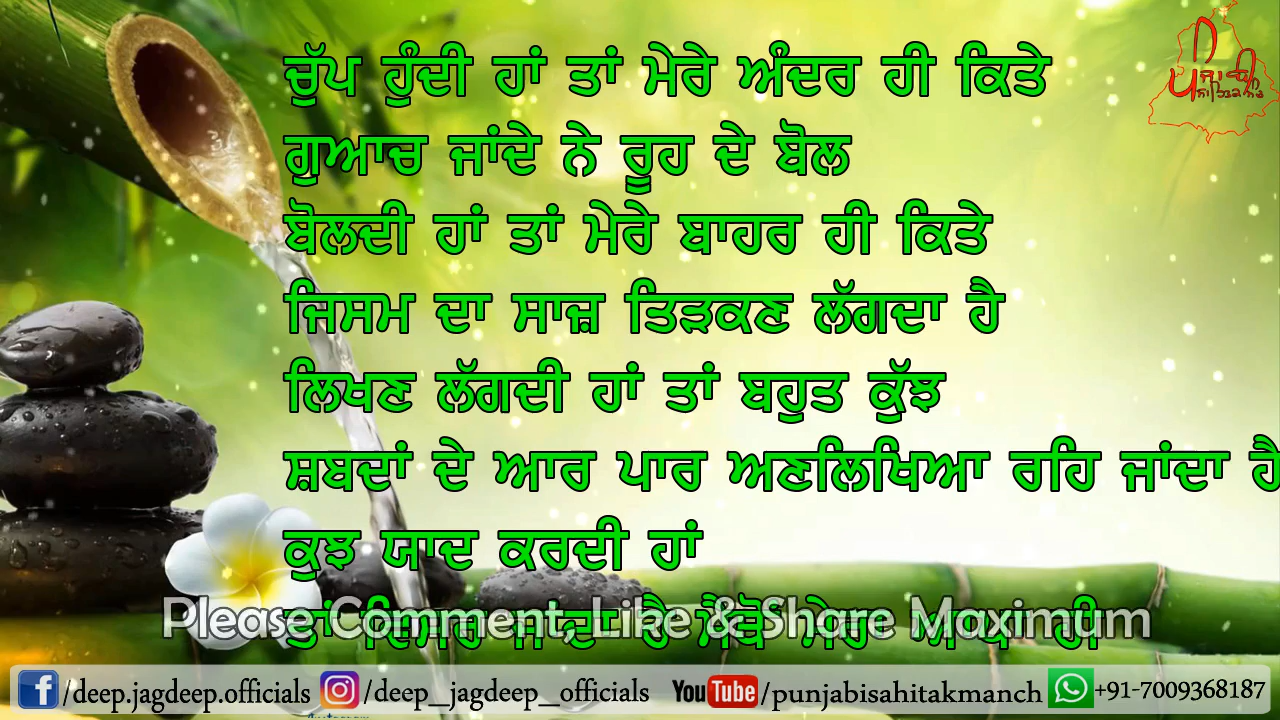 ਚੁੱਪ ਹੁੰਦੀ ਹਾਂ ਤਾਂ ਮੇਰੇ ਅੰਦਰ ਹੀ ਕਿਤੇ
ਗੁਆਚ ਜਾਂਦੇ ਨੇ ਰੂਹ ਦੇ ਬੋਲ
ਬੋਲਦੀ ਹਾਂ ਤਾਂ ਮੇਰੇ ਬਾਹਰ ਹੀ ਕਿਤੇ
ਜਿਸਮ ਦਾ ਸਾਜ਼ ਤਿੜਕਣ ਲੱਗਦਾ ਹੈ
ਲਿਖਣ ਲੱਗਦੀ ਹਾਂ ਤਾਂ ਬਹੁਤ ਕੁੱਝ
ਸ਼ਬਦਾਂ ਦੇ ਆਰ ਪਾਰ ਅਣਲਿਖਿਆ ਰਹਿ ਜਾਂਦਾ ਹੈ
ਕੁਝ ਯਾਦ ਕਰਦੀ ਹਾਂ
Please Comment, Like & Share Maximum
/deep.jagdeep.officials /deep_jagdeep_officials YouTube/punjabisahitakmanch +91-7009368187